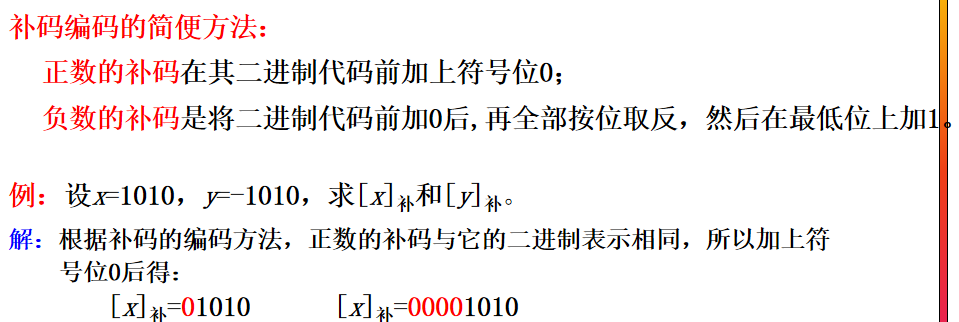 补码编码的简便方法：
正数的补码在其二进制代码前加上符号位0；
负数的补码是将二进制代码前加0后,再全部按位取反，然后在最低位上加1。
例：设x=1010，y=-1010，求[x]补和[y]补。
解：根据补码的编码方法，正数的补码与它的二进制表示相同，所以加上符
号位0后得：
[x]补=01010 [x]补=00001010